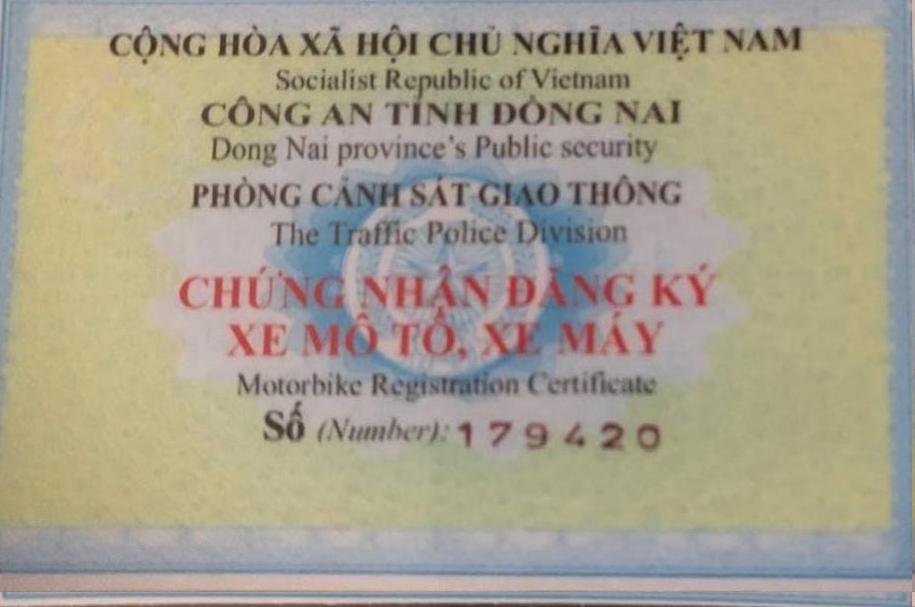 CỘNG HÒA XÃ HỘI CHỦ NGHĨA VIỆT NAM
Socialist Republic of Vietnam
CÔNG AN TỈNH ĐỒNG NAI
Dong Nai province's Public security
PHÒNG CẢNH SÁT GIAO THÔNG
The Traffic Police Division
CHỨNG NHẬN ĐĂNG KÝ
XE MÔ TÔ, XE MÁY
Motorbike Registration Certificate
Số (Number): 179420